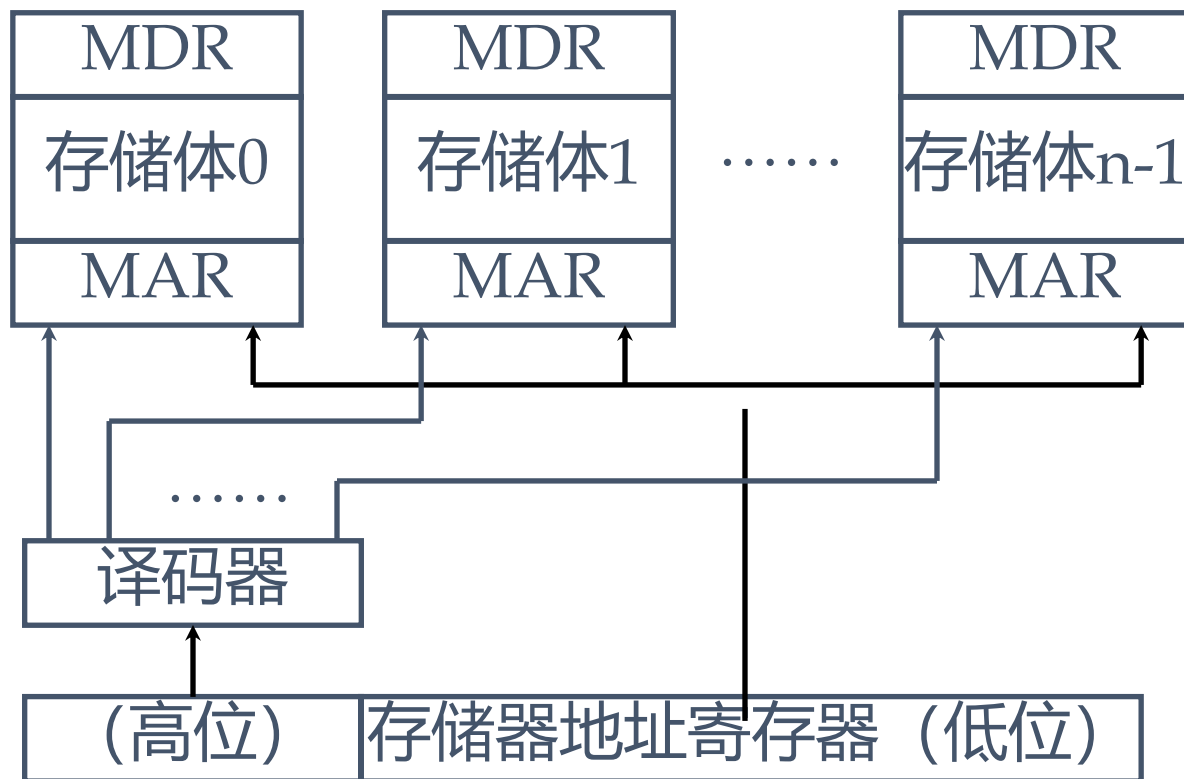 MDR MDR MDR
存储体0 存储体1 …… 存储体n-1
MAR MAR MAR
……
译码器
（高位） 存储器地址寄存器（低位）